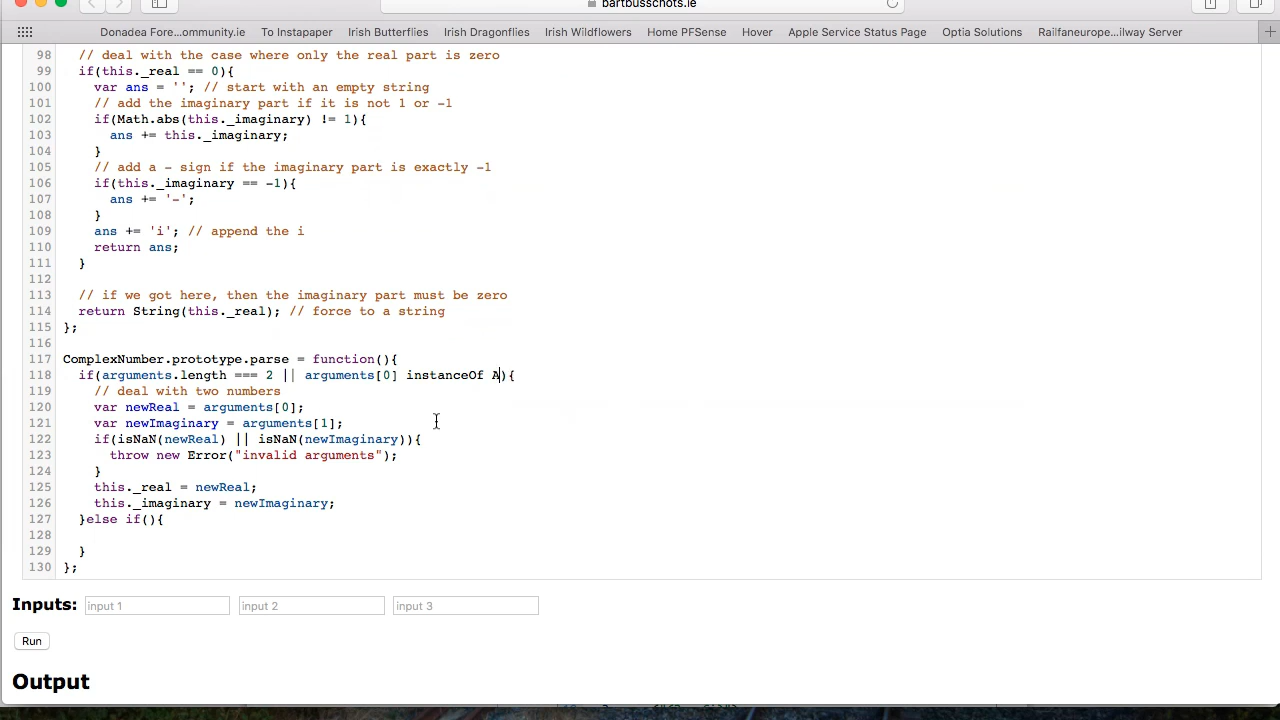 bartbusschots.ie
Donadea Fore...ommunity.ie To Instapaper Irish Butterflies Irish Dragonflies Irish Wildflowers Home PFSense Hover Apple Service Status Page Optia Solutions Railfaneurope...ilway Server
98 // deal with the case where only the real part is zero
99 if(this._real == 0){
100 var ans = ''; // start with an empty string
101 // add the imaginary part if it is not 1 or -1
102 if(Math.abs(this._imaginary) != 1){
103 ans += this._imaginary;
104 }
105 // add a - sign if the imaginary part is exactly -1
106 if(this._imaginary == -1){
107 ans += '-';
108 }
109 ans += 'i'; // append the i
110 return ans;
111 }
112
113 // if we got here, then the imaginary part must be zero
114 return String(this._real); // force to a string
115 };
116
117 ComplexNumber.prototype.parse = function(){
118 if(arguments.length === 2 || arguments[0] instanceOf A){
119 // deal with two numbers
120 var newReal = arguments[0];
121 var newImaginary = arguments[1];
122 if(isNaN(newReal) || isNaN(newImaginary)){
123 throw new Error("invalid arguments");
124 }
125 this._real = newReal;
126 this._imaginary = newImaginary;
127 }else if(){
128
129 }
130 };
Inputs: input 1 input 2 input 3
Run
Output